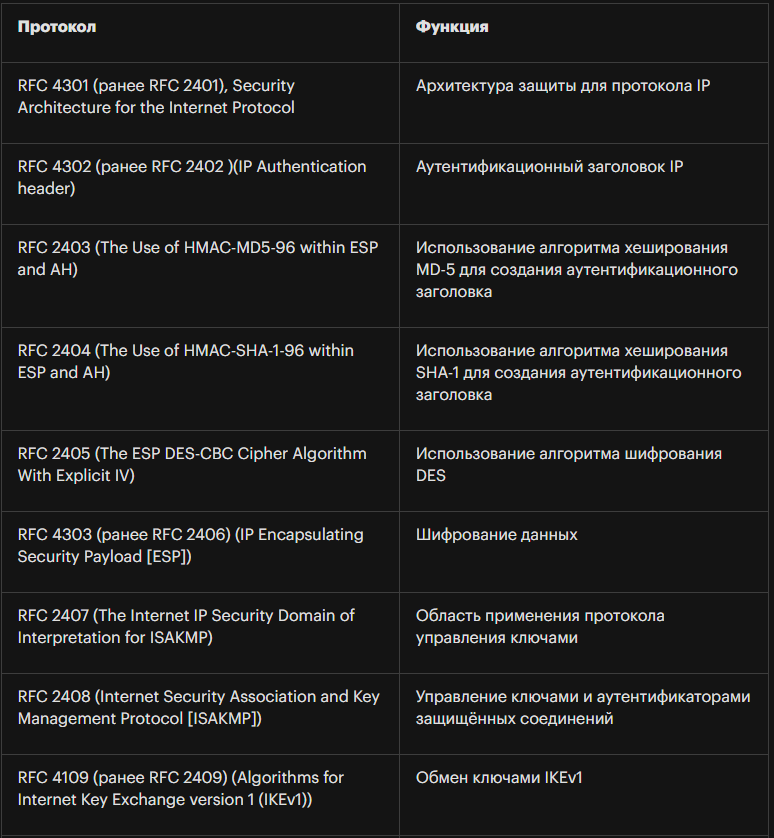 Протокол
Функция
RFC 4301 (ранее RFC 2401), Security
Architecture for the Internet Protocol
Архитектура защиты для протокола IP
RFC 4302 (ранее RFC 2402 )(IP Authentication
header)
Аутентификационный заголовок IP
RFC 2403 (The Use of HMAC-MD5-96 within ESP
and AH)
Использование алгоритма хеширования
MD-5 для создания аутентификационного
заголовка
RFC 2404 (The Use of HMAC-SHA-1-96 within
ESP and AH)
Использование алгоритма хеширования
SHA-1 для создания аутентификационного
заголовка
RFC 2405 (The ESP DES-CBC Cipher Algorithm
With Explicit IV)
Использование алгоритма шифрования
DES
RFC 4303 (ранее RFC 2406) (IP Encapsulating
Security Payload [ESP])
Шифрование данных
RFC 2407 (The Internet IP Security Domain of
Interpretation for ISAKMP)
Область применения протокола
управления ключами
RFC 2408 (Internet Security Association and Key
Management Protocol [ISAKMP])
Управление ключами и аутентификаторами
защищённых соединений
RFC 4109 (ранее RFC 2409) (Algorithms for
Internet Key Exchange version 1 (IKEv1))
Обмен ключами IKEv1